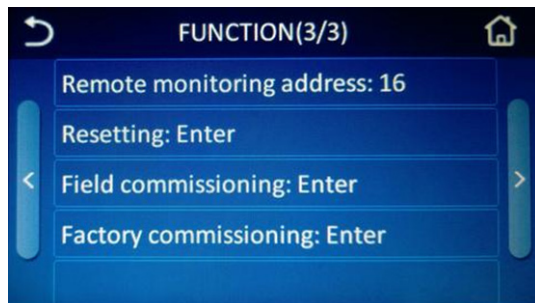 FUNCTION(3/3)
Remote monitoring address: 16
Resetting: Enter
Field commissioning: Enter
Factory commissioning: Enter